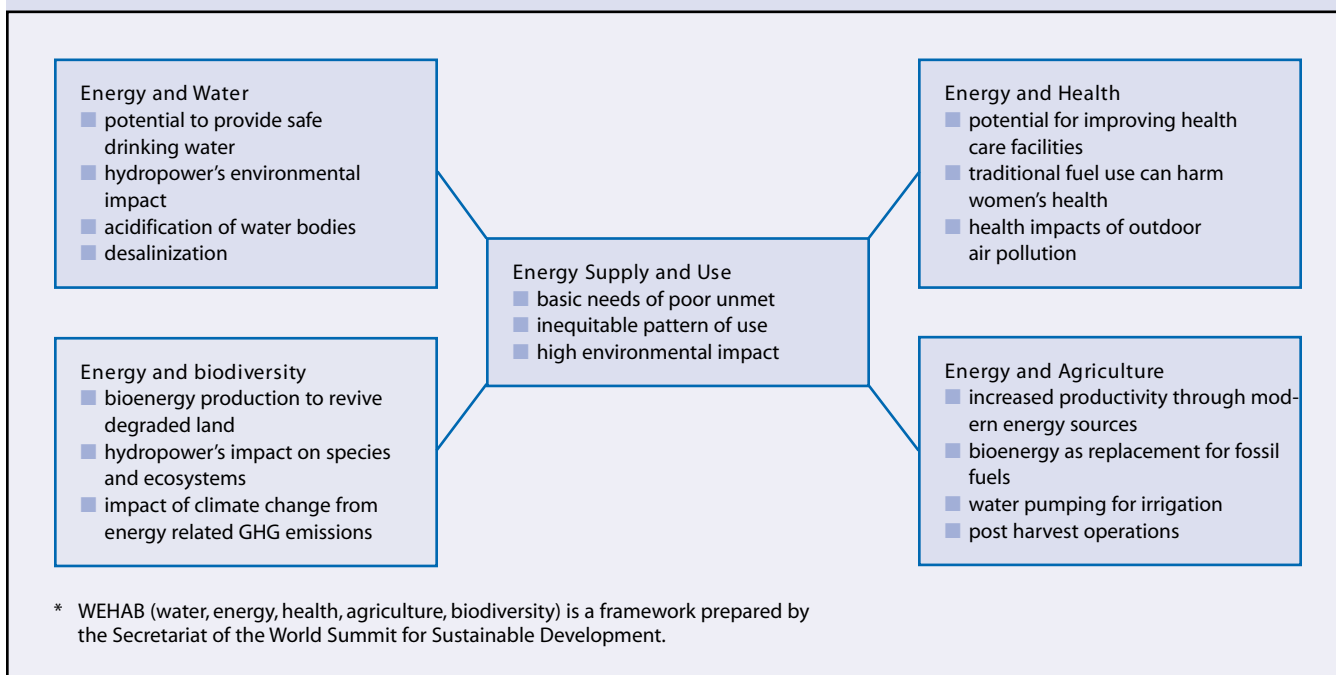 Energy and Water
■ potential to provide safe
drinking water
■ hydropower's environmental
impact
■ acidification of water bodies
■ desalinization
Energy and Health
■ potential for improving health
care facilities
■ traditional fuel use can harm
women's health
■ health impacts of outdoor
air pollution
Energy Supply and Use
■ basic needs of poor unmet
■ inequitable pattern of use
■ high environmental impact
Energy and biodiversity
■ bioenergy production to revive
degraded land
■ hydropower's impact on species
and ecosystems
■ impact of climate change from
energy related GHG emissions
Energy and Agriculture
■ increased productivity through mod-
ern energy sources
■ bioenergy as replacement for fossil
fuels
■ water pumping for irrigation
■ post harvest operations
* WEHAB (water, energy, health, agriculture, biodiversity) is a framework prepared by
the Secretariat of the World Summit for Sustainable Development.